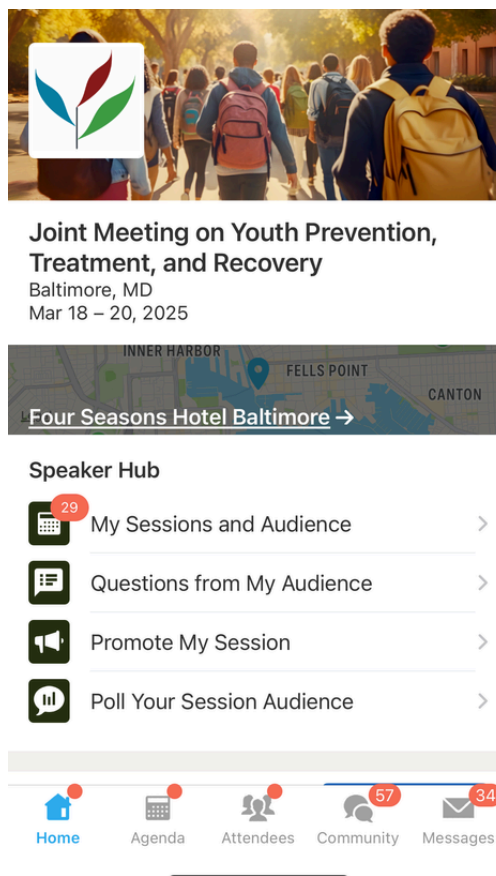 Joint Meeting on Youth Prevention,
Treatment, and Recovery
Baltimore, MD
Mar 18 – 20, 2025
INNER HARBOR
FELLS POINT
CANTON
Four Seasons Hotel Baltimore →
Speaker Hub
29
My Sessions and Audience
Questions from My Audience
Promote My Session
Poll Your Session Audience
57
34
Home
Agenda
Attendees
Community
Messages